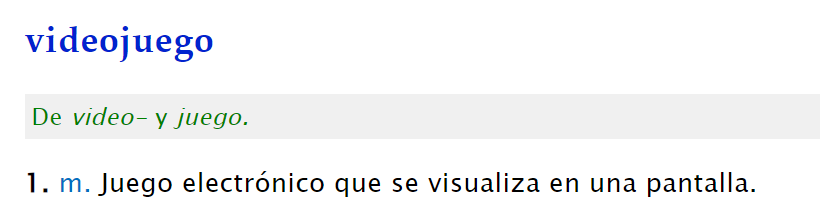 videojuego
De video- y juego.
1. m. Juego electrónico que se visualiza en una pantalla.